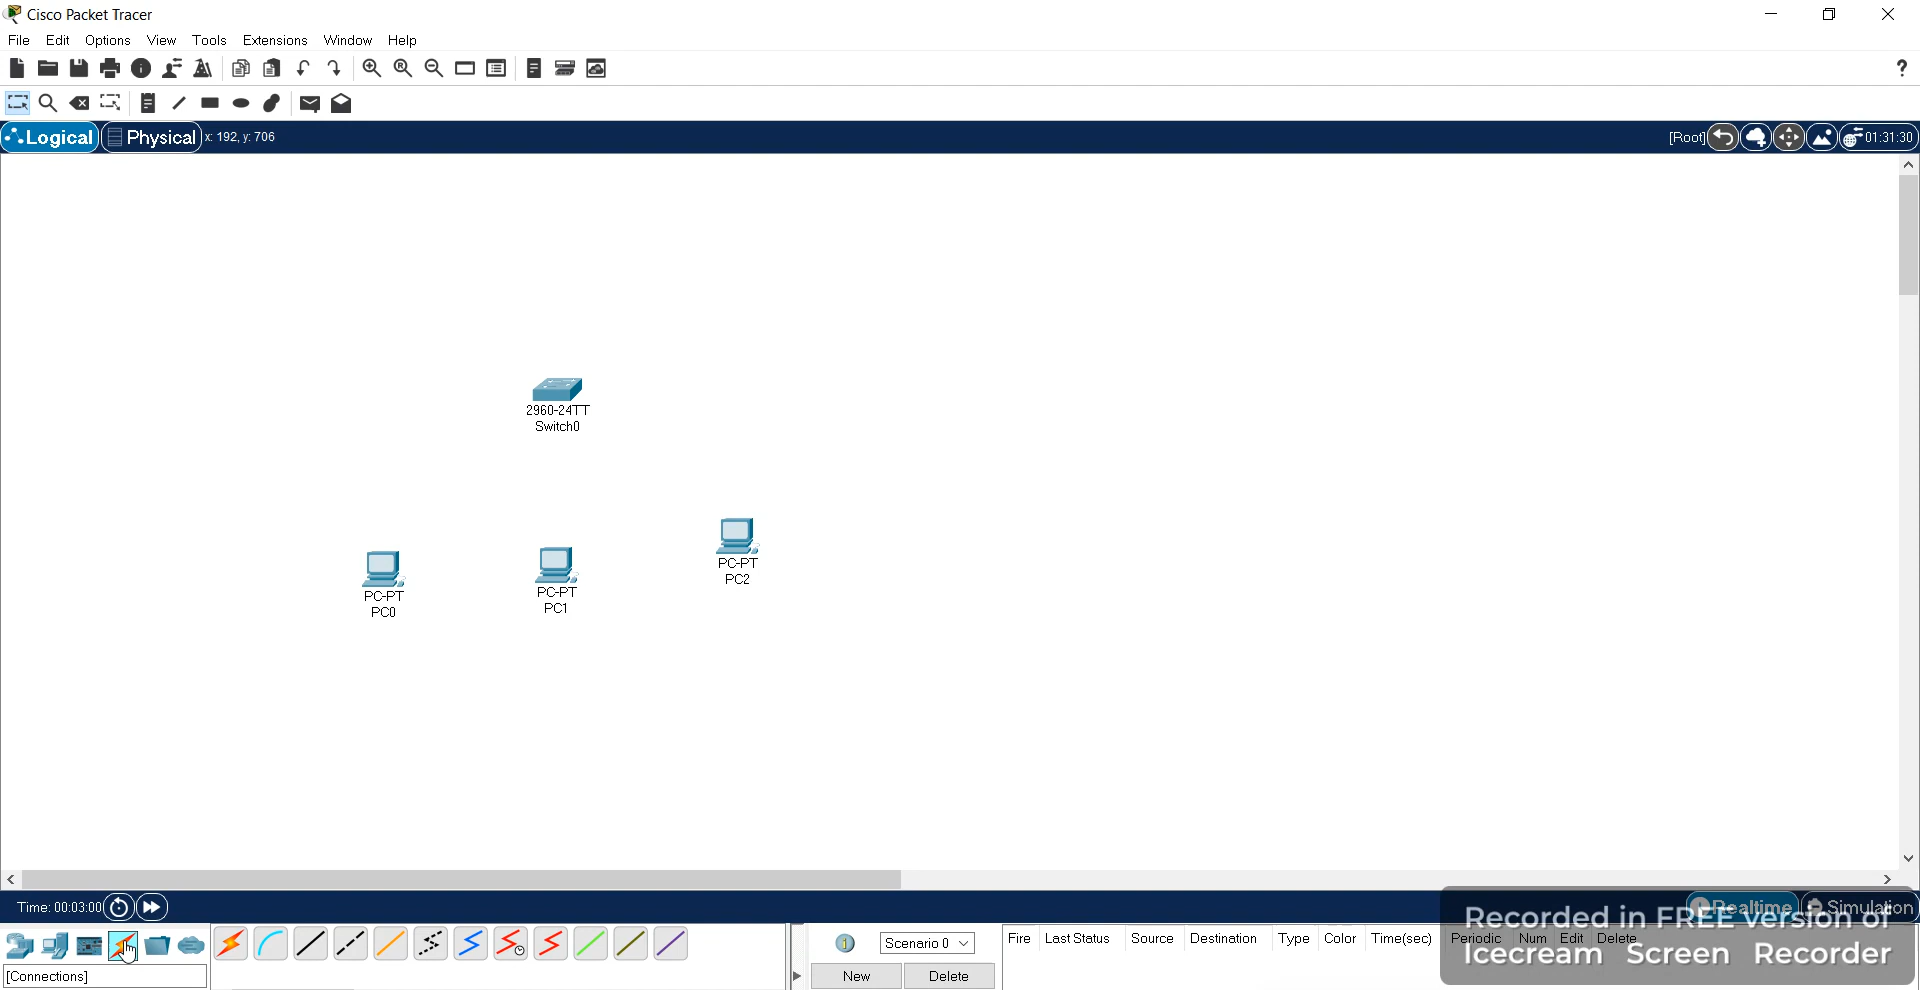 Cisco Packet Tracer
File Edit Options View Tools Extensions Window Help
Logical Physical x: 192, y: 706 [Root] 01:31:30
2960-24TT
Switch0
PC-PT
PC2
PC-PT
PC0
PC-PT
PC1
Time: 00:03:00 Realtime Simulation
Scenario 0 Fire Last Status Source Destination Type Color Time(sec) Periodic Num Edit Delete
[Connections] New Delete
Recorded in FREE version of
Icecream Screen Recorder